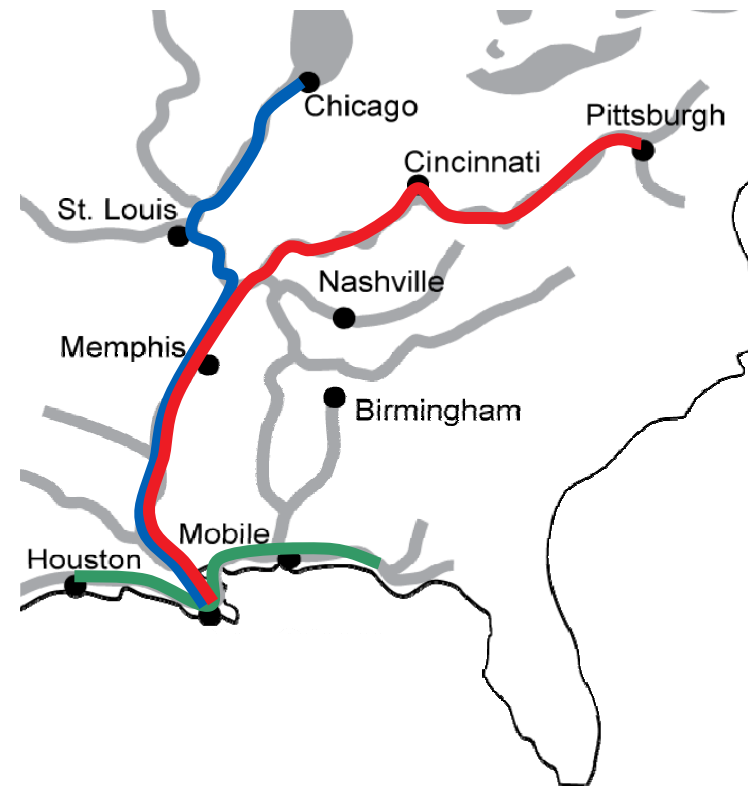 Chicago
Pittsburgh
Cincinnati
St. Louis
Nashville
Memphis
Birmingham
Mobile
Houston